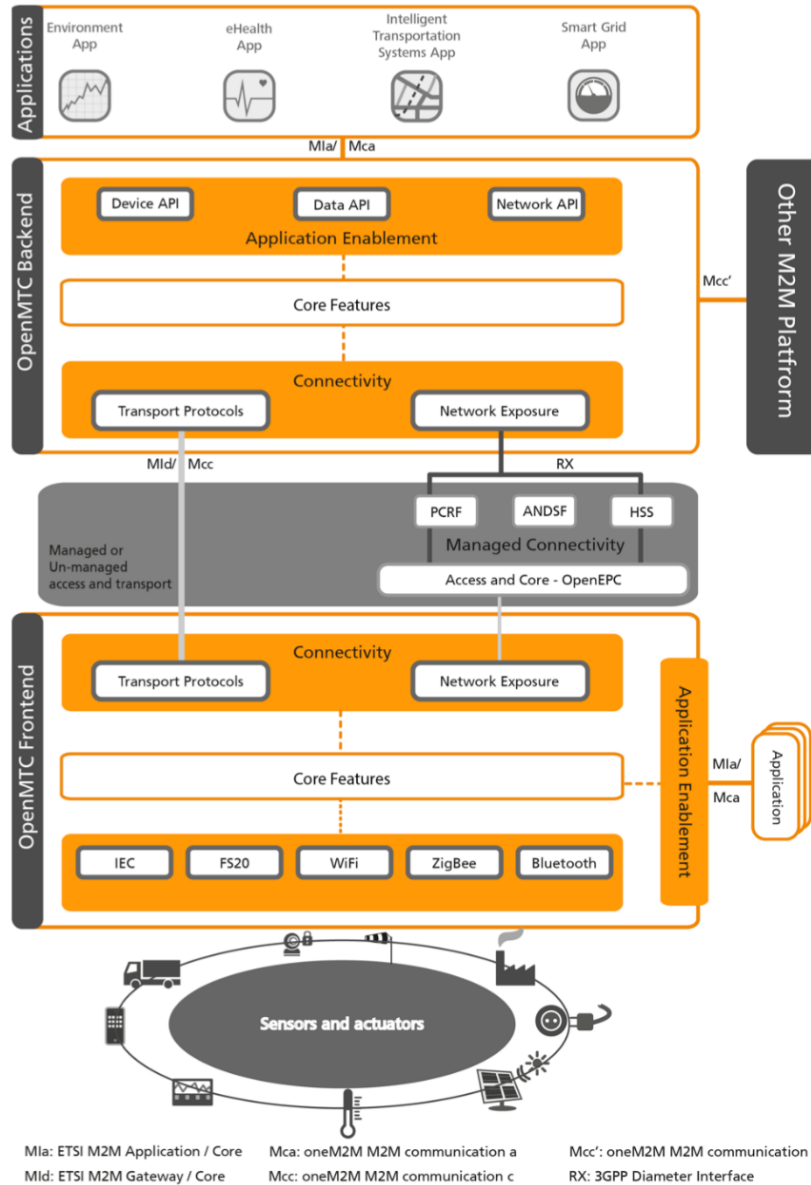 Applications
Environment
App
eHealth
App
Intelligent
Transportation
Systems App
Smart Grid
App
MIa/ Mca
OpenMTC Backend
Device API
Data API
Network API
Application Enablement
Core Features
Connectivity
Transport Protocols
Network Exposure
Mcc'
Other M2M Platfrorm
MId/ Mcc
RX
PCRF
ANDSF
HSS
Managed Connectivity
Managed or
Un-managed
access and transport
Access and Core - OpenEPC
OpenMTC Frontend
Connectivity
Transport Protocols
Network Exposure
Core Features
Application Enablement
MIa/
Mca
Application
IEC
FS20
WiFi
ZigBee
Bluetooth
Sensors and actuators
MIa: ETSI M2M Application / Core
Mca: oneM2M M2M communication a
Mcc': oneM2M M2M communication
MId: ETSI M2M Gateway / Core
Mcc: oneM2M M2M communication c
RX: 3GPP Diameter Interface